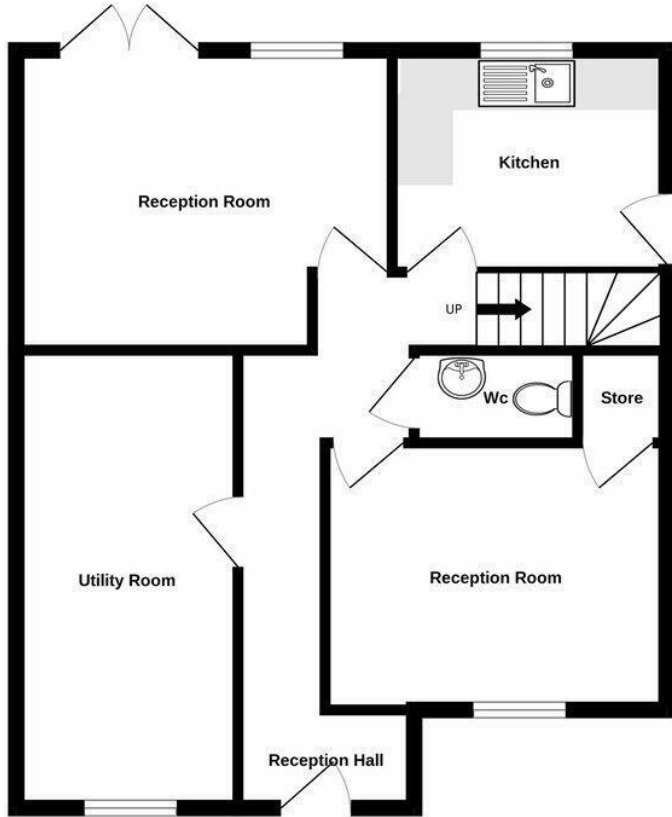 Kitchen
Reception Room
UP
Wc
Store
Utility Room
Reception Room
Reception Hall